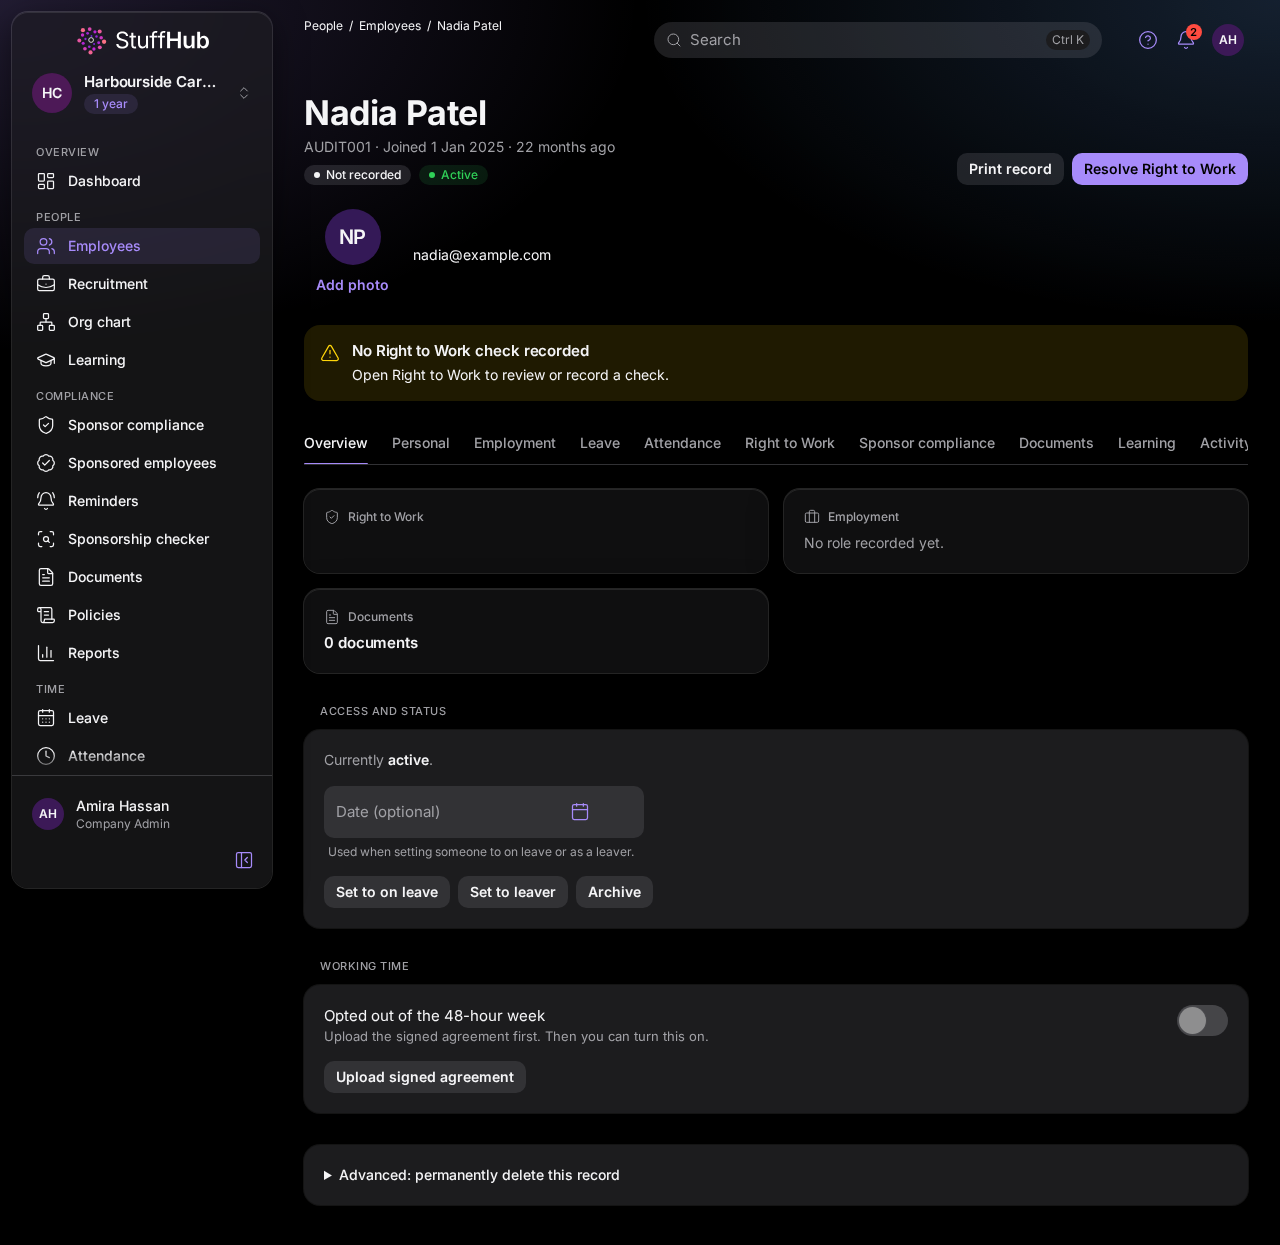 StuffHub
HC
Harbourside Car...
1 year
OVERVIEW
Dashboard
PEOPLE
Employees
Recruitment
Org chart
Learning
COMPLIANCE
Sponsor compliance
Sponsored employees
Reminders
Sponsorship checker
Documents
Policies
Reports
TIME
Leave
Attendance
AH
Amira Hassan
Company Admin
People / Employees / Nadia Patel
Search
Ctrl K
2
AH
Nadia Patel
AUDIT001 · Joined 1 Jan 2025 · 22 months ago
Not recorded
Active
Print record
Resolve Right to Work
NP
Add photo
nadia@example.com
No Right to Work check recorded
Open Right to Work to review or record a check.
Overview Personal Employment Leave Attendance Right to Work Sponsor compliance Documents Learning Activity
Right to Work
Employment
No role recorded yet.
Documents
0 documents
ACCESS AND STATUS
Currently active.
Date (optional)
Used when setting someone to on leave or as a leaver.
Set to on leave
Set to leaver
Archive
WORKING TIME
Opted out of the 48-hour week
Upload the signed agreement first. Then you can turn this on.
Upload signed agreement
Advanced: permanently delete this record